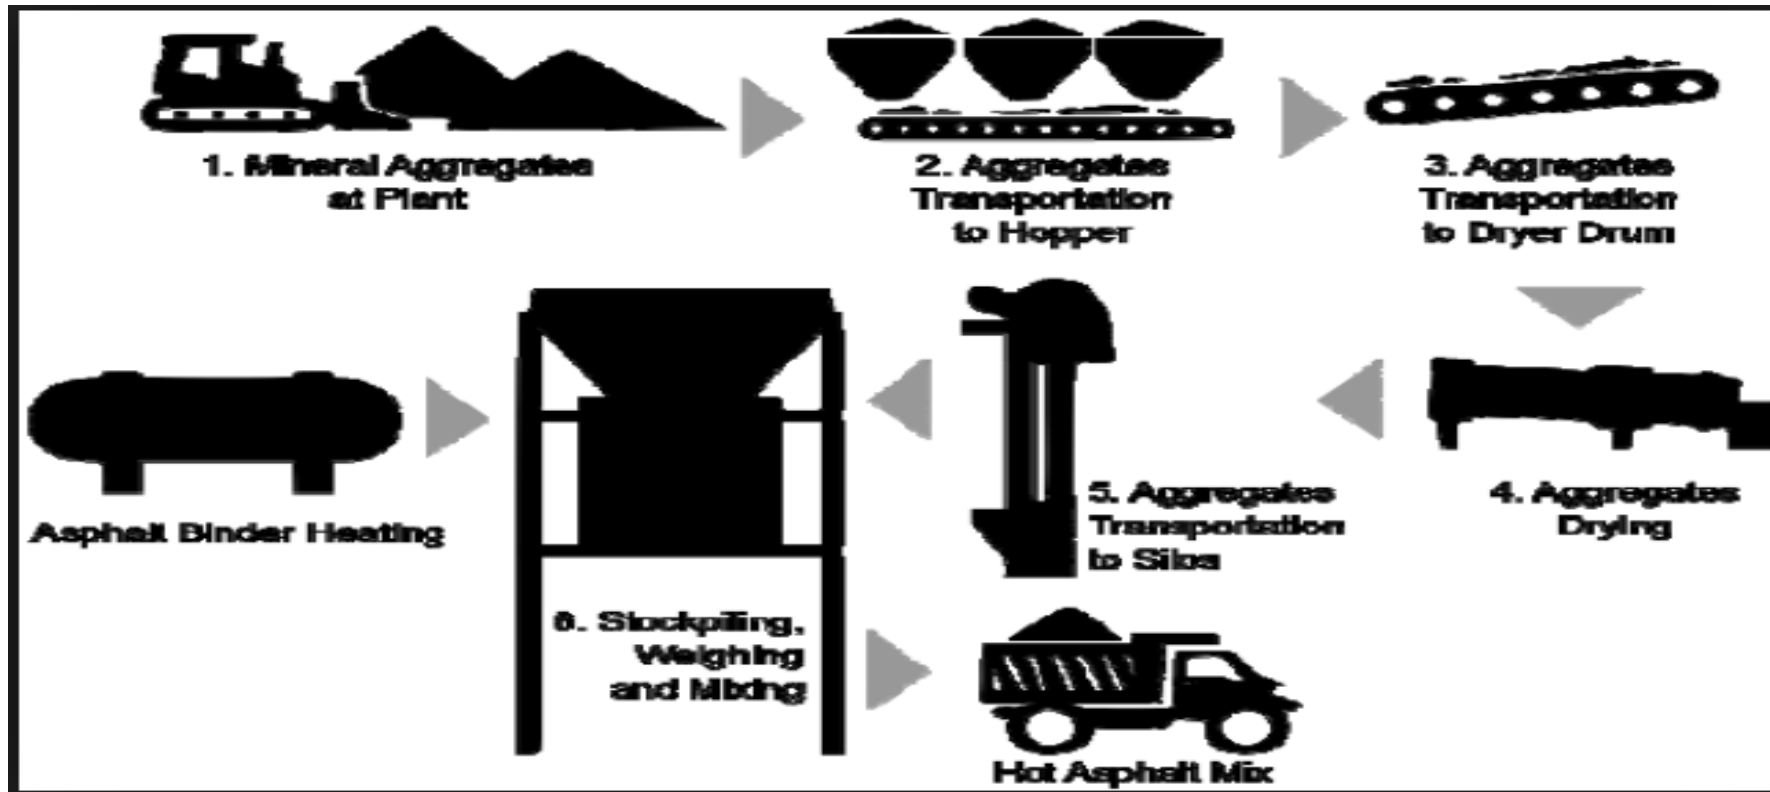 1. Mineral Aggregates
at Plant
2. Aggregates
Transportation
to Hopper
3. Aggregates
Transportation
to Dryer Drum
4. Aggregates
Drying
5. Aggregates
Transportation
to Silos
Asphalt Binder Heating
6. Stockpiling,
Weighing
and Mixing
Hot Asphalt Mix